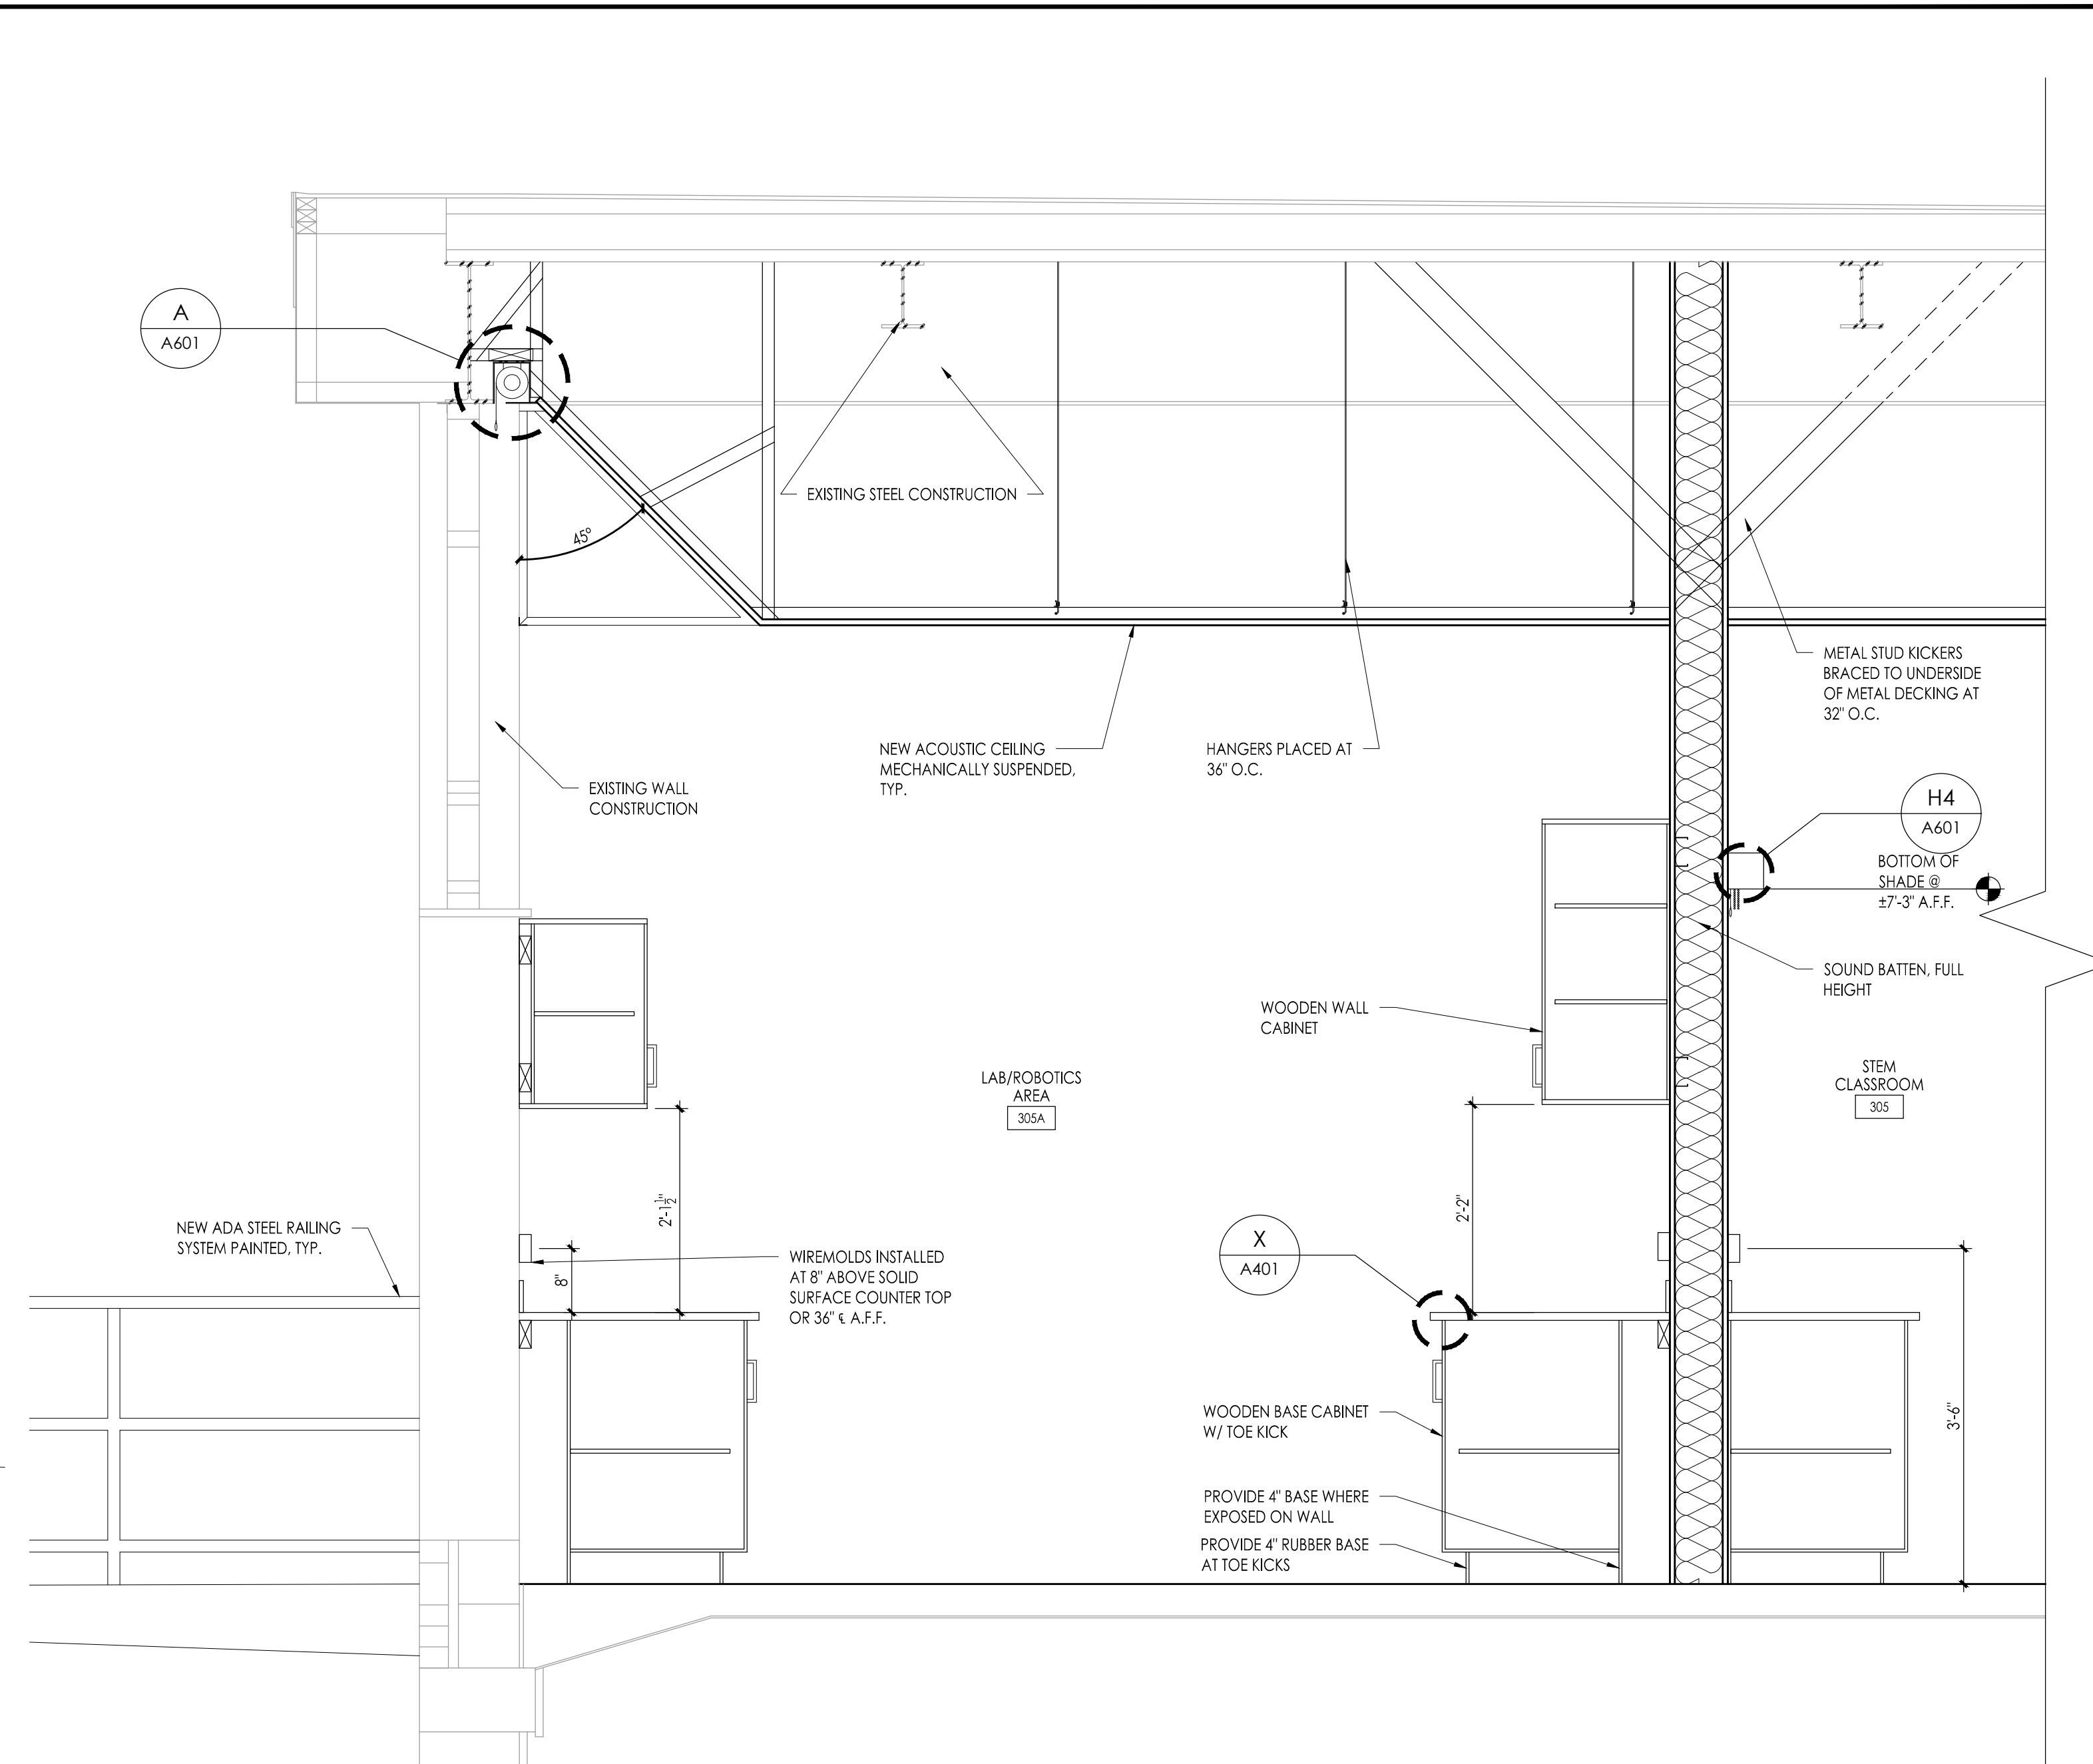 A
A601
EXISTING STEEL CONSTRUCTION
45°
METAL STUD KICKERS
BRACED TO UNDERSIDE
OF METAL DECKING AT
32" O.C.
NEW ACOUSTIC CEILING
MECHANICALLY SUSPENDED,
TYP.
HANGERS PLACED AT
36" O.C.
EXISTING WALL
CONSTRUCTION
H4
A601
BOTTOM OF
SHADE @
±7'-3" A.F.F.
SOUND BATTEN, FULL
HEIGHT
WOODEN WALL
CABINET
LAB/ROBOTICS
AREA
305A
STEM
CLASSROOM
305
2'-1 1/2"
2'-2"
NEW ADA STEEL RAILING
SYSTEM PAINTED, TYP.
X
A401
8"
WIREMOLDS INSTALLED
AT 8" ABOVE SOLID
SURFACE COUNTER TOP
OR 36" ℄ A.F.F.
3'-6"
WOODEN BASE CABINET
W/ TOE KICK
PROVIDE 4" BASE WHERE
EXPOSED ON WALL
PROVIDE 4" RUBBER BASE
AT TOE KICKS